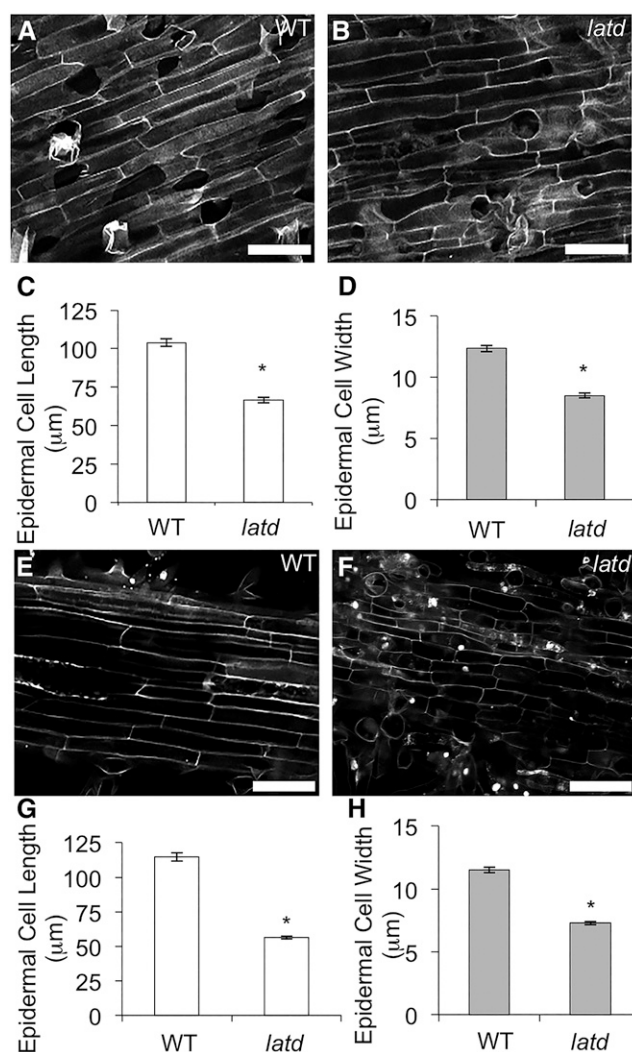 A WT
B latd
C
Epidermal Cell Length
(μm)
125
100
75
50
25
0
WT latd
*
D
Epidermal Cell Width
(μm)
15
10
5
0
WT latd
*
E WT
F latd
G
Epidermal Cell Length
(μm)
125
100
75
50
25
0
WT latd
*
H
Epidermal Cell Width
(μm)
15
10
5
0
WT latd
*